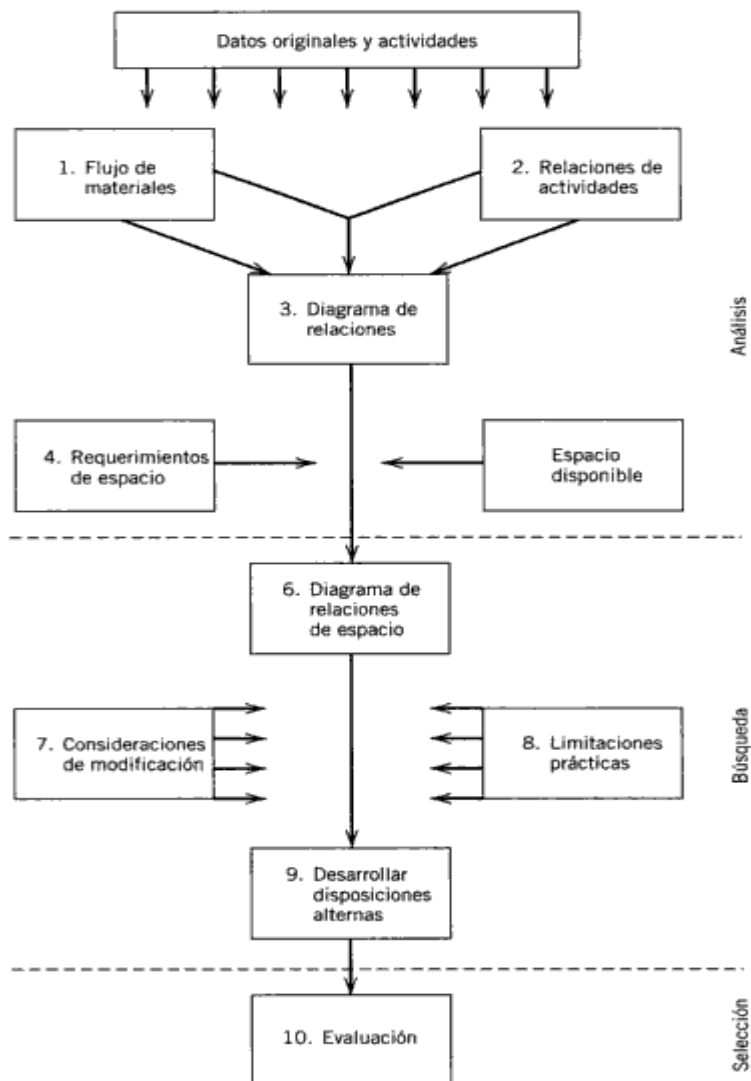 Datos originales y actividades
1. Flujo de
materiales
2. Relaciones de
actividades
3. Diagrama de
relaciones
Análisis
4. Requerimientos
de espacio
Espacio
disponible
6. Diagrama de
relaciones
de espacio
7. Consideraciones
de modificación
8. Limitaciones
prácticas
Búsqueda
9. Desarrollar
disposiciones
alternas
10. Evaluación
Selección